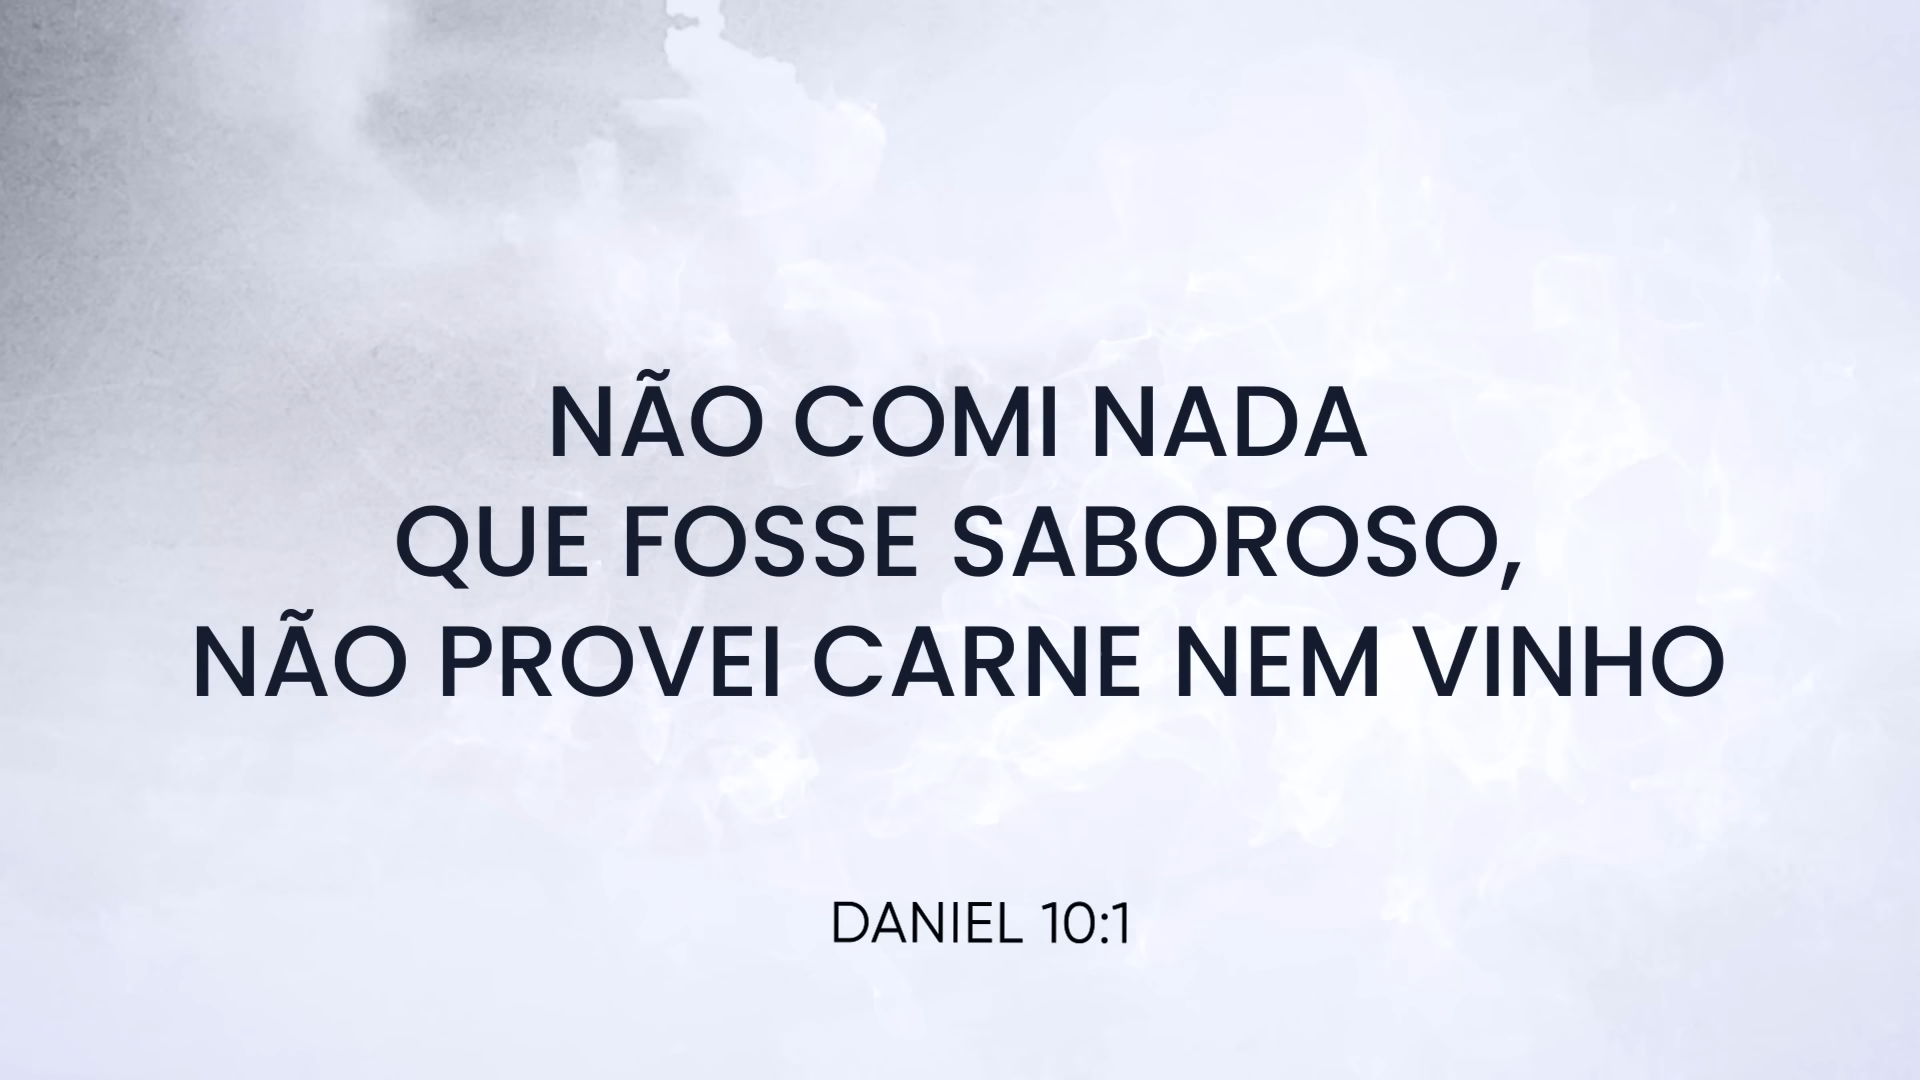 NÃO COMI NADA
QUE FOSSE SABOROSO,
NÃO PROVEI CARNE NEM VINHO
DANIEL 10:1